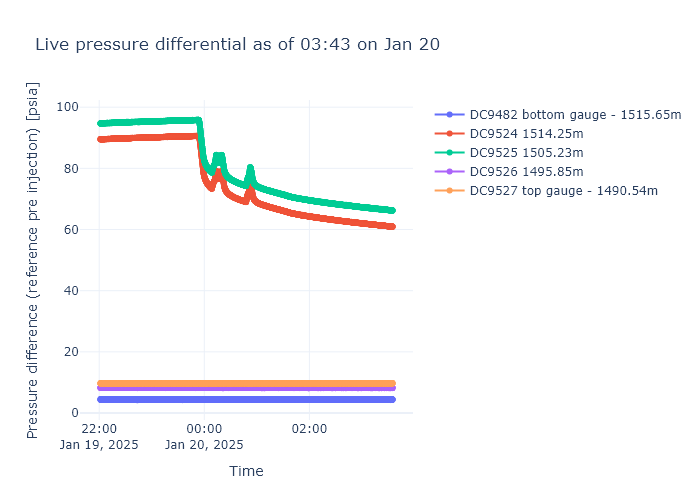 Live pressure differential as of 03:43 on Jan 20
Pressure difference (reference pre injection) [psia]
100
80
60
40
20
0
22:00
Jan 19, 2025
00:00
Jan 20, 2025
02:00
Time
DC9482 bottom gauge - 1515.65m
DC9524 1514.25m
DC9525 1505.23m
DC9526 1495.85m
DC9527 top gauge - 1490.54m